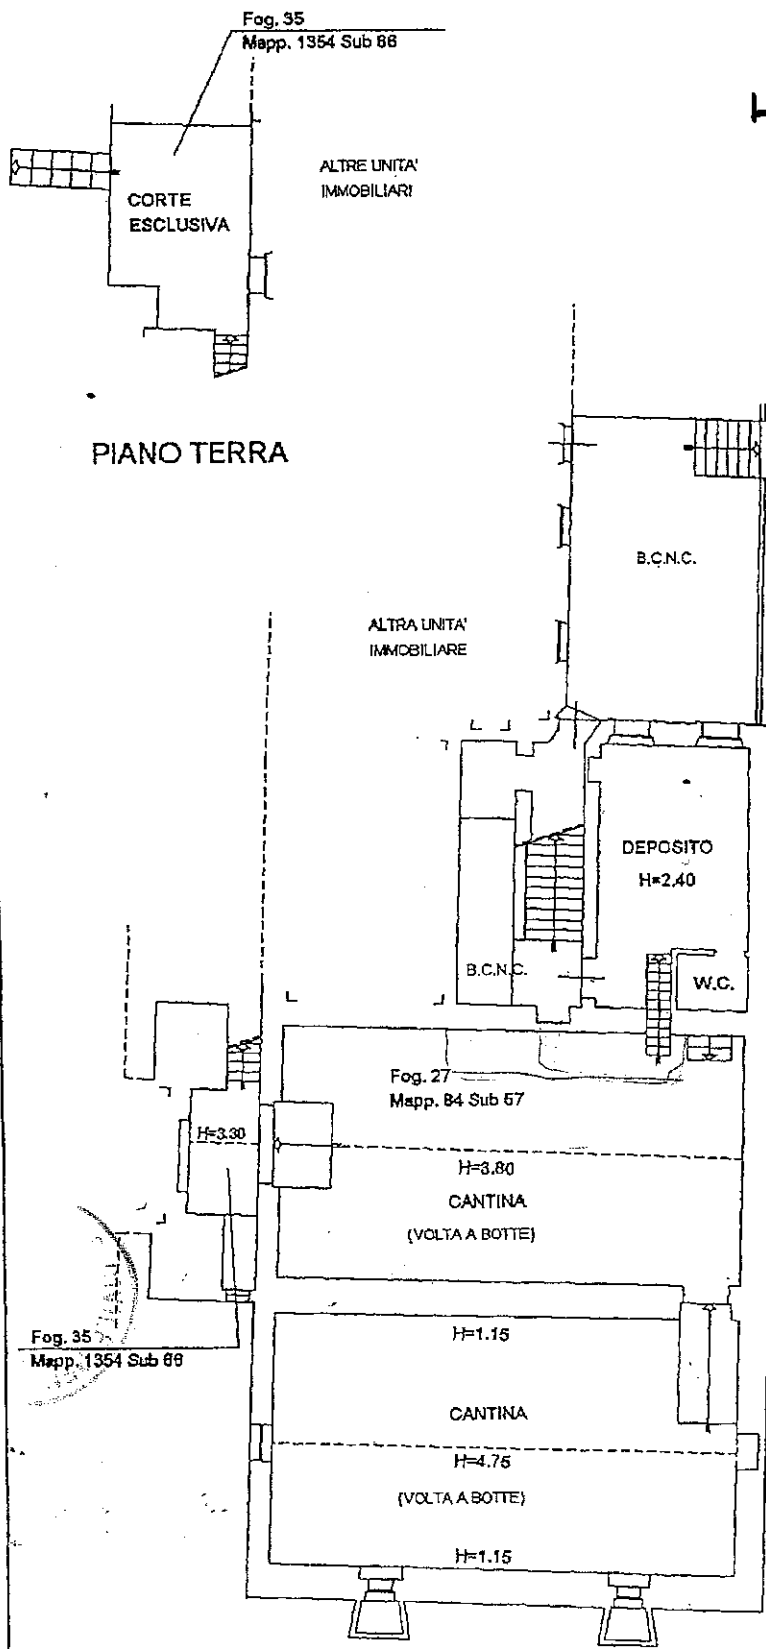 Fog. 35
Mapp. 1354 Sub 66
ALTRE UNITA'
IMMOBILIARI
CORTE
ESCLUSIVA
PIANO TERRA
B.C.N.C.
ALTRA UNITA'
IMMOBILIARE
DEPOSITO
H=2,40
B.C.N.C.
W.C.
Fog. 27
Mapp. 84 Sub 57
H=3.30
H=3.80
CANTINA
(VOLTA A BOTTE)
Fog. 35
Mapp. 1354 Sub 66
H=1.15
CANTINA
H=4.75
(VOLTA A BOTTE)
H=1.15